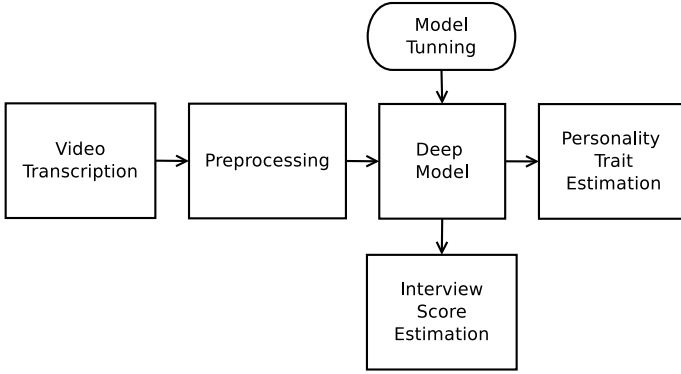 Model
Tunning
Video
Transcription
Preprocessing
Deep
Model
Personality
Trait
Estimation
Interview
Score
Estimation